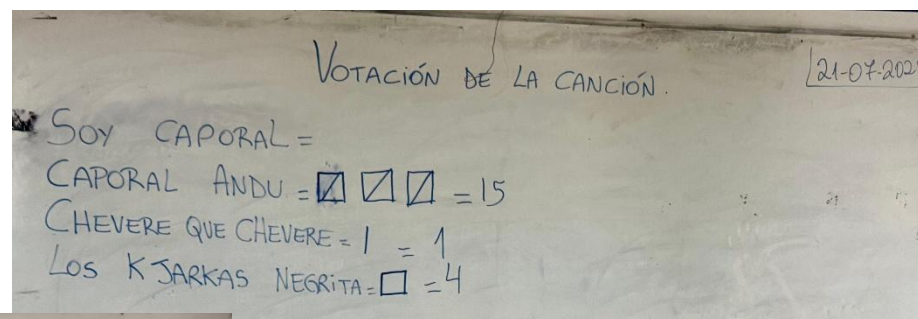 VOTACIÓN DE LA CANCIÓN.
21-07-202
SOY CAPORAL =
CAPORAL ANDU = = 15
CHEVERE QUE CHEVERE = 1 = 1
LOS KJARKAS NEGRITA = = 4